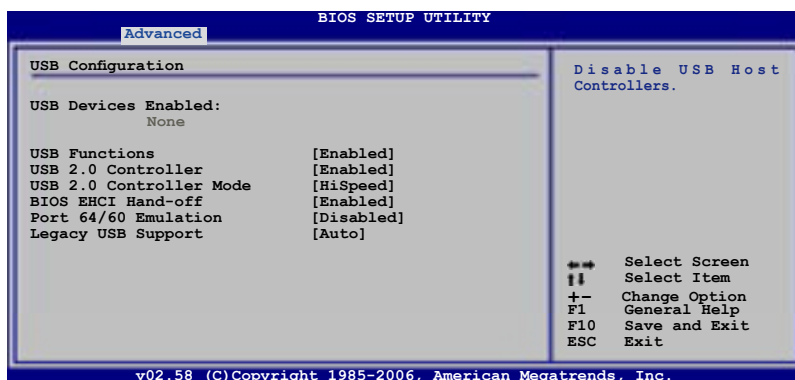 BIOS SETUP UTILITY
Advanced
USB Configuration
USB Devices Enabled:
None
USB Functions [Enabled]
USB 2.0 Controller [Enabled]
USB 2.0 Controller Mode [HiSpeed]
BIOS EHCI Hand-off [Enabled]
Port 64/60 Emulation [Disabled]
Legacy USB Support [Auto]
Disable USB Host
Controllers.
Select Screen
Select Item
+- Change Option
F1 General Help
F10 Save and Exit
ESC Exit
v02.58 (C)Copyright 1985-2006, American Megatrends, Inc.